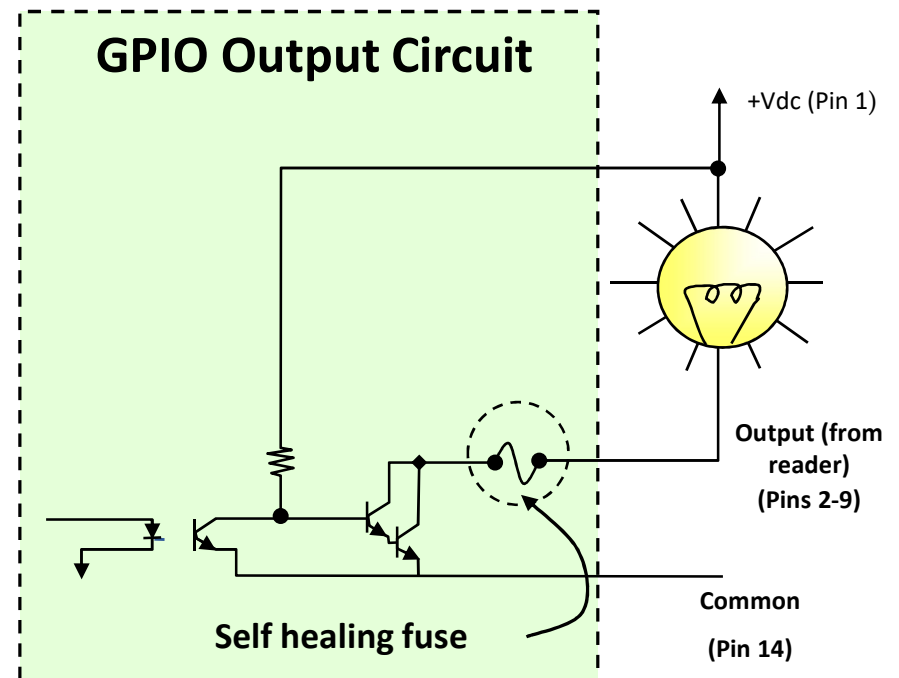 GPIO Output Circuit
+Vdc (Pin 1)
Output (from
reader)
(Pins 2-9)
Common
(Pin 14)
Self healing fuse